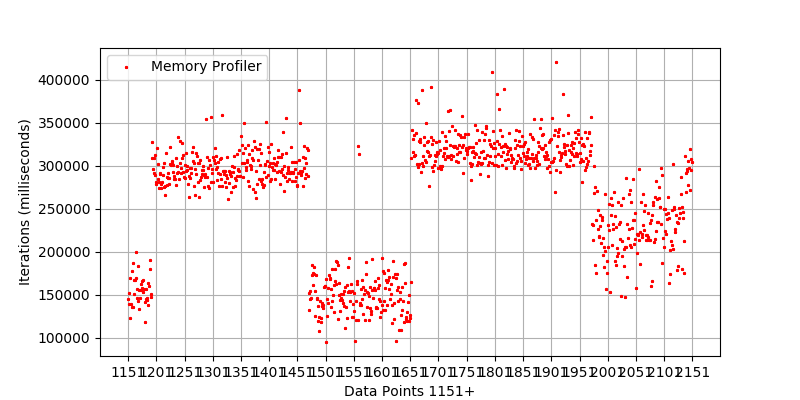 Memory Profiler
400000
350000
300000
250000
200000
150000
100000
Iterations (milliseconds)
1151 1201 1251 1301 1351 1401 1451 1501 1551 1601 1651 1701 1751 1801 1851 1901 1951 2001 2051 2101 2151
Data Points 1151+